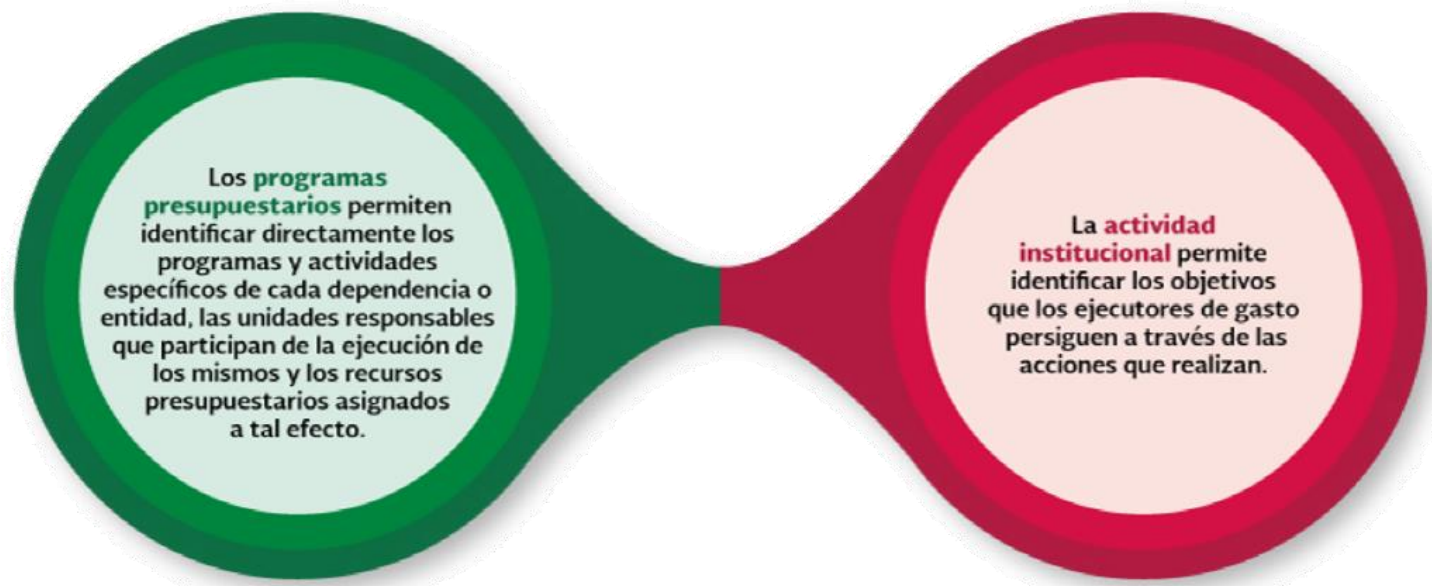 Los programas
presupuestarios permiten
identificar directamente los
programas y actividades
específicos de cada dependencia o
entidad, las unidades responsables
que participan de la ejecución de
los mismos y los recursos
presupuestarios asignados
a tal efecto.
La actividad
institucional permite
identificar los objetivos
que los ejecutores de gasto
persiguen a través de las
acciones que realizan.